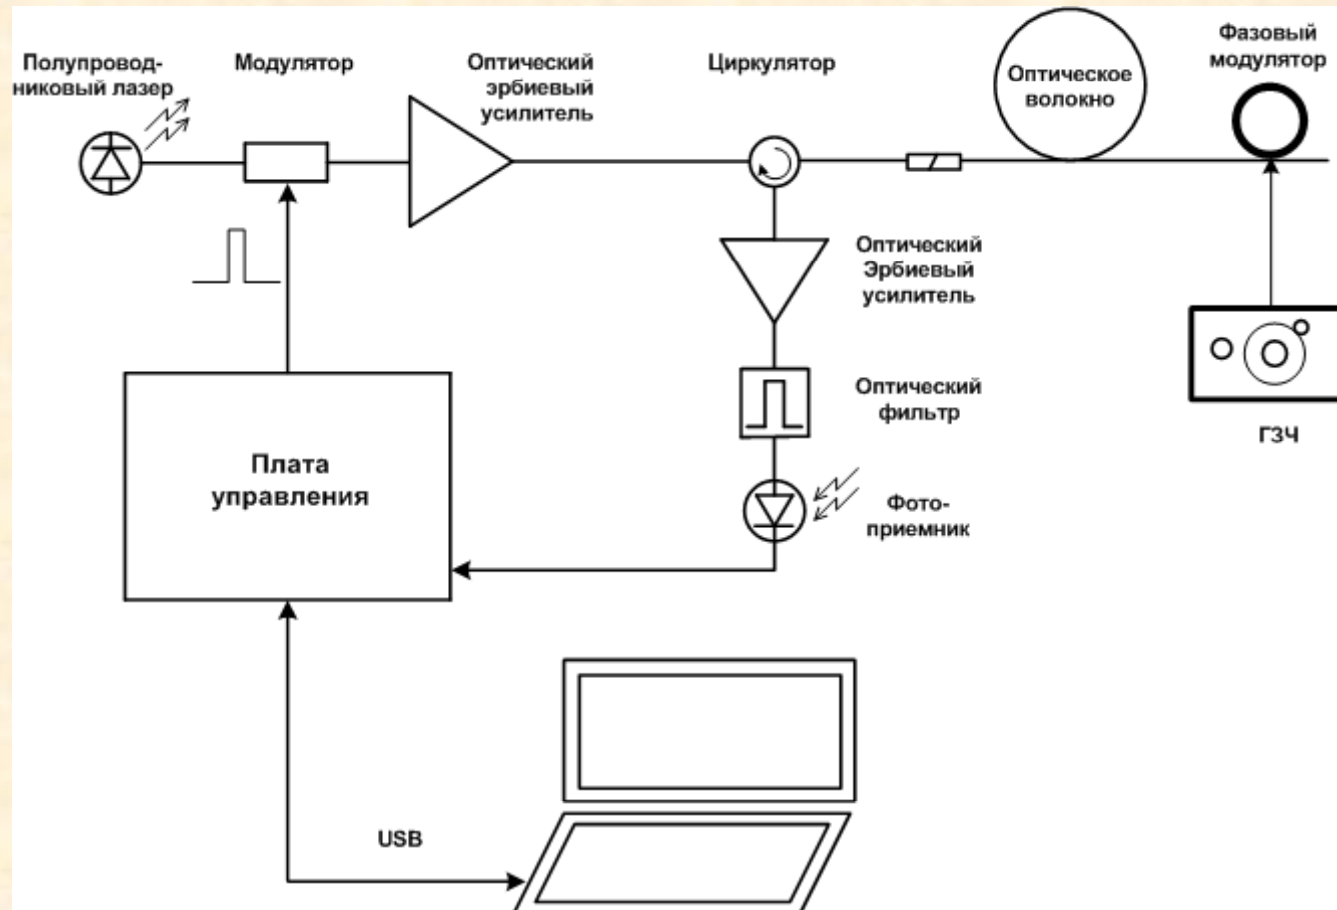 Полупровод-
никовый лазер
Модулятор
Оптический
эрбиевый
усилитель
Циркулятор
Оптическое
волокно
Фазовый
модулятор
Оптический
Эрбиевый
усилитель
Оптический
фильтр
ГЗЧ
Плата
управления
Фото-
приемник
USB